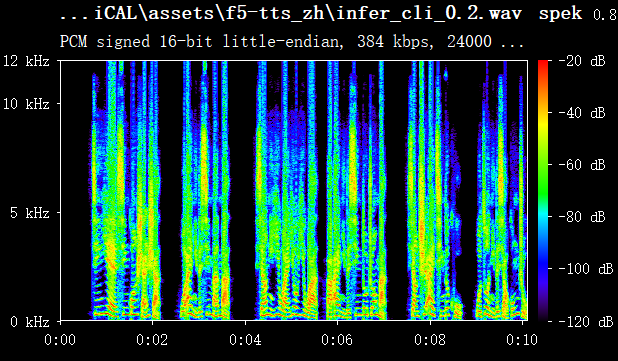 ...iCAL\assets\f5-tts_zh\infer_cli_0.2.wav spek 0.8
PCM signed 16-bit little-endian, 384 kbps, 24000 ...
12 kHz
10 kHz
5 kHz
0 kHz
0:00 0:02 0:04 0:06 0:08 0:10
-20 dB
-40 dB
-60 dB
-80 dB
-100 dB
-120 dB